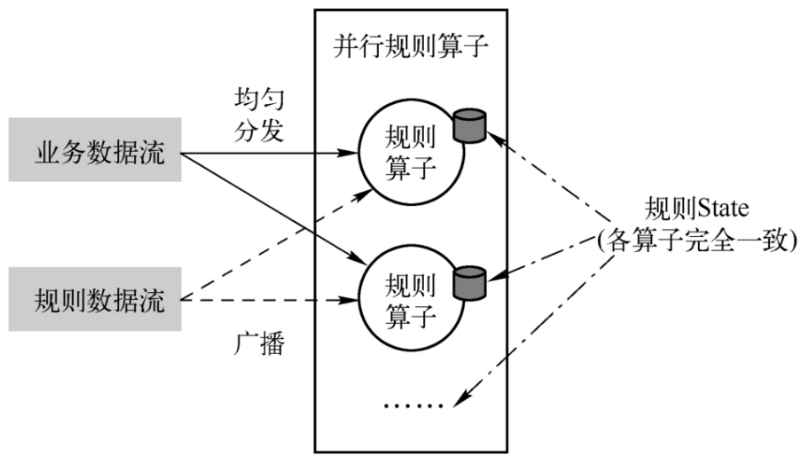 并行规则算子
均匀
分发
业务数据流
规则
算子
规则State
(各算子完全一致)
规则数据流
规则
算子
广播
……